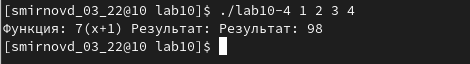 [smirnovd_03_22@10 lab10]$ ./lab10-4 1 2 3 4
Функция: 7(x+1) Результат: Результат: 98
[smirnovd_03_22@10 lab10]$